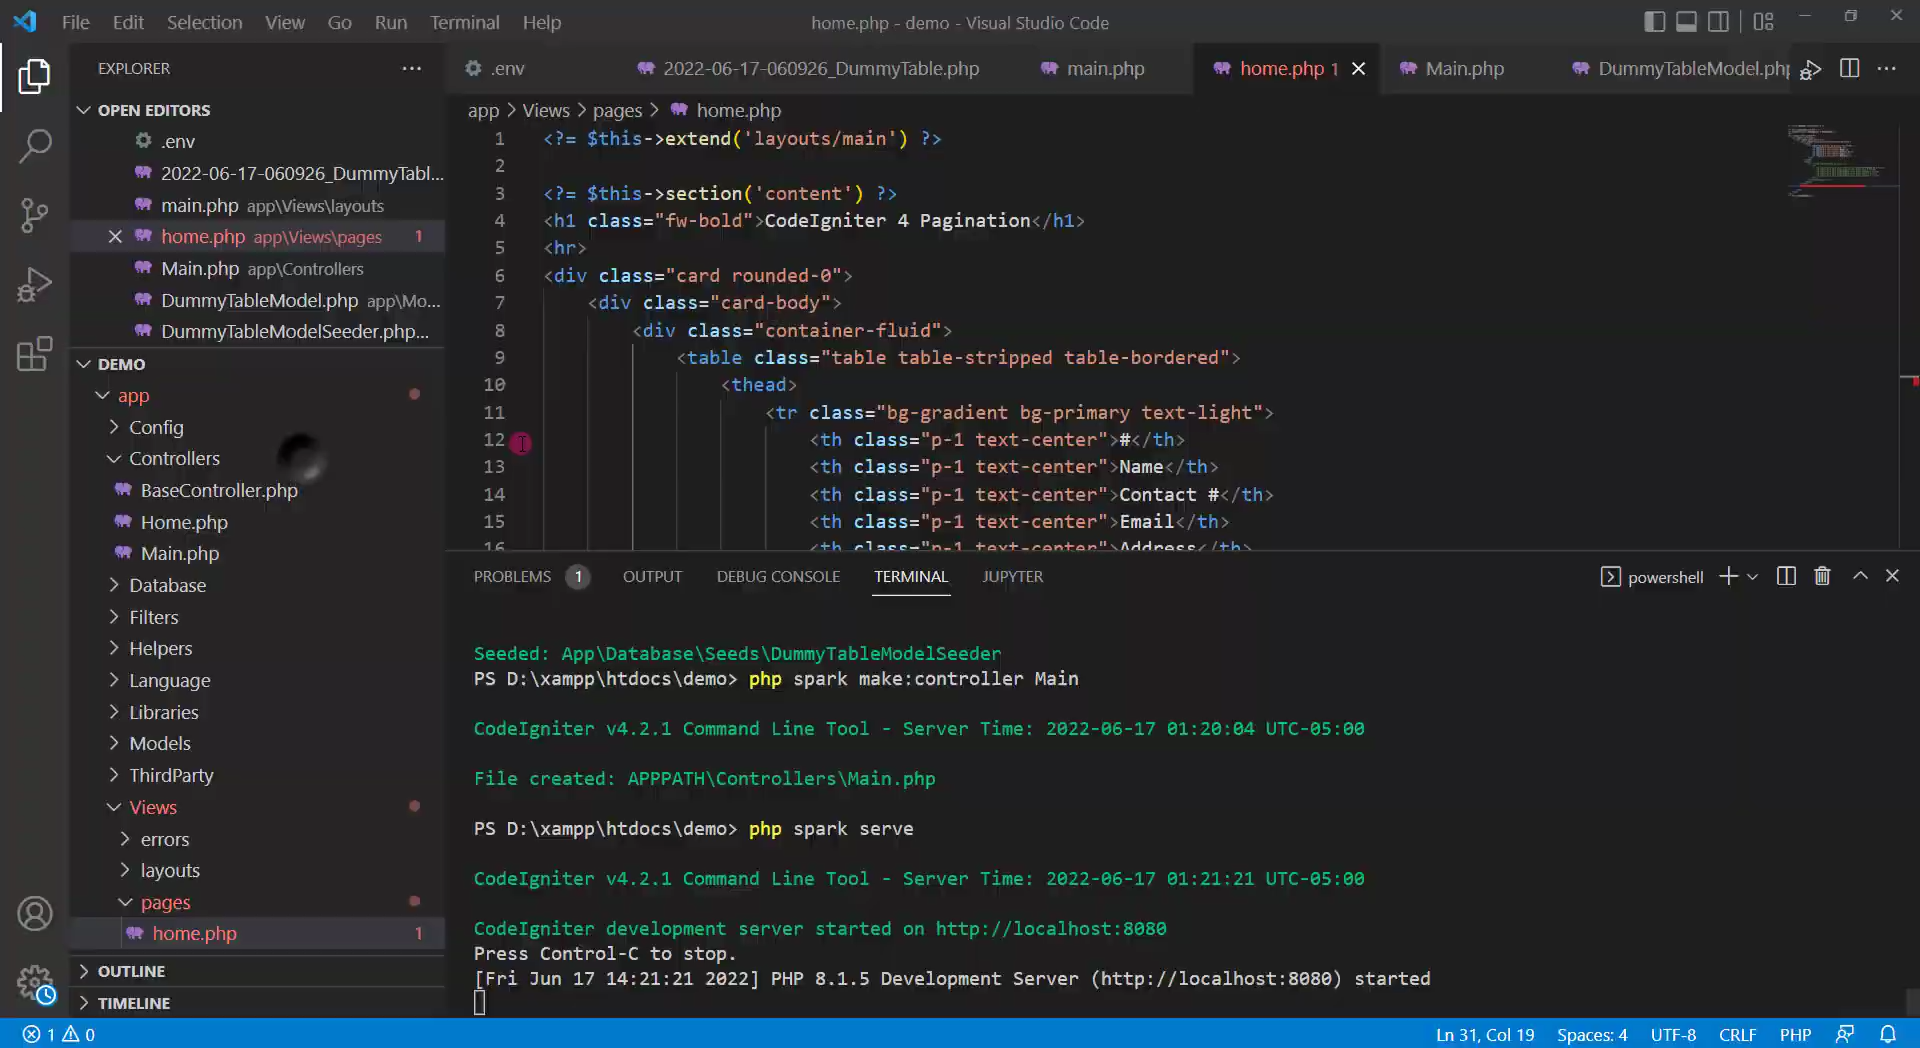 File Edit Selection View Go Run Terminal Help
home.php - demo - Visual Studio Code
EXPLORER
OPEN EDITORS
.env
2022-06-17-060926_DummyTabl...
main.php app\Views\layouts
home.php app\Views\pages 1
Main.php app\Controllers
DummyTableModel.php app\Mo...
DummyTableModelSeeder.php...
DEMO
app
Config
Controllers
BaseController.php
Home.php
Main.php
Database
Filters
Helpers
Language
Libraries
Models
ThirdParty
Views
errors
layouts
pages
home.php 1
OUTLINE
TIMELINE
.env 2022-06-17-060926_DummyTable.php main.php home.php 1 Main.php DummyTableModel.php
app > Views > pages > home.php
1 <?= $this->extend('layouts/main') ?>
2
3 <?= $this->section('content') ?>
4 <h1 class="fw-bold">CodeIgniter 4 Pagination</h1>
5 <hr>
6 <div class="card rounded-0">
7 <div class="card-body">
8 <div class="container-fluid">
9 <table class="table table-stripped table-bordered">
10 <thead>
11 <tr class="bg-gradient bg-primary text-light">
12 <th class="p-1 text-center">#</th>
13 <th class="p-1 text-center">Name</th>
14 <th class="p-1 text-center">Contact #</th>
15 <th class="p-1 text-center">Email</th>
16 <th class="p-1 text-center">Address</th>
PROBLEMS 1 OUTPUT DEBUG CONSOLE TERMINAL JUPYTER
powershell
Seeded: App\Database\Seeds\DummyTableModelSeeder
PS D:\xampp\htdocs\demo> php spark make:controller Main
CodeIgniter v4.2.1 Command Line Tool - Server Time: 2022-06-17 01:20:04 UTC-05:00
File created: APPPATH\Controllers\Main.php
PS D:\xampp\htdocs\demo> php spark serve
CodeIgniter v4.2.1 Command Line Tool - Server Time: 2022-06-17 01:21:21 UTC-05:00
CodeIgniter development server started on http://localhost:8080
Press Control-C to stop.
[Fri Jun 17 14:21:21 2022] PHP 8.1.5 Development Server (http://localhost:8080) started
1 0
Ln 31, Col 19 Spaces: 4 UTF-8 CRLF PHP